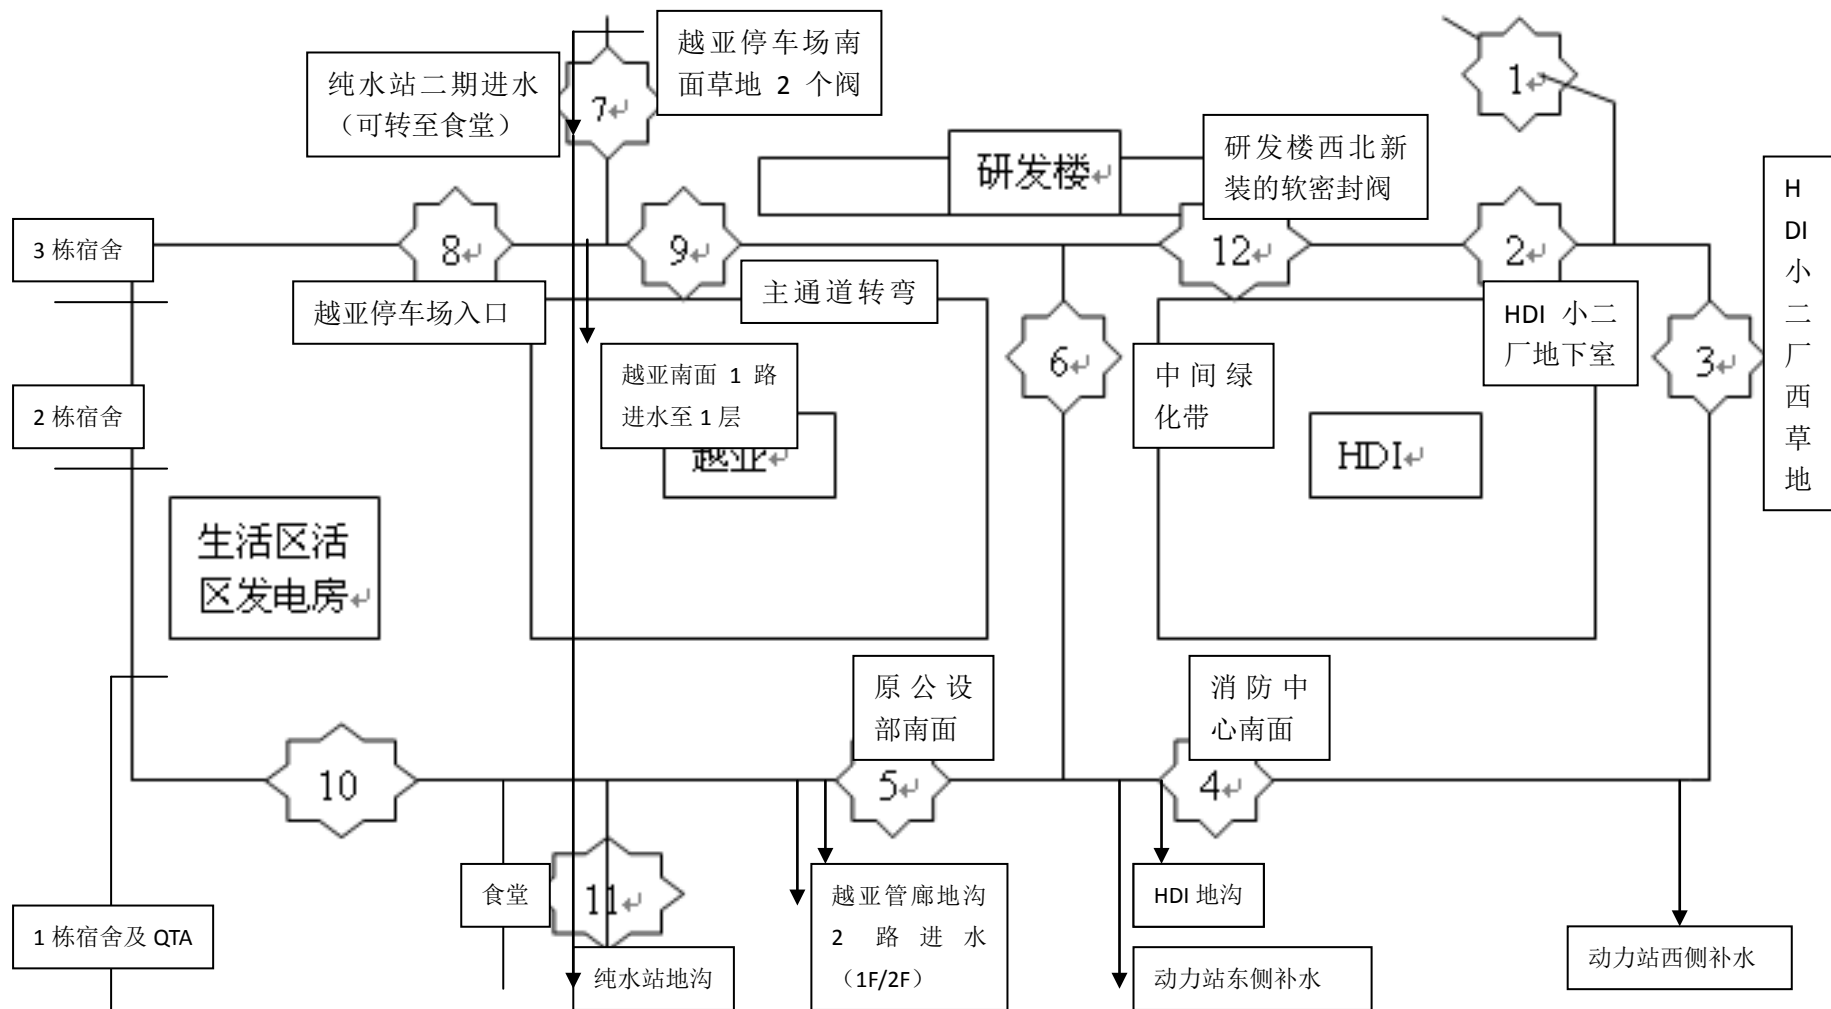 越亚停车场南
面草地 2 个阀
纯水站二期进水
（可转至食堂）
7
1
研发楼
研发楼西北新
装的软密封阀
3 栋宿舍
8
9
12
2
越亚停车场入口
主通道转弯
HDI 小二
厂地下室
H
DI
小
二
厂
西
草
地
6
3
越亚南面 1 路
进水至 1 层
中间绿
化带
2 栋宿舍
越亚
HDI
生活区活
区发电房
原公设
部南面
消防中
心南面
10
5
4
食堂
11
越亚管廊地沟
2 路进水
（1F/2F）
HDI 地沟
1 栋宿舍及 QTA
纯水站地沟
动力站东侧补水
动力站西侧补水